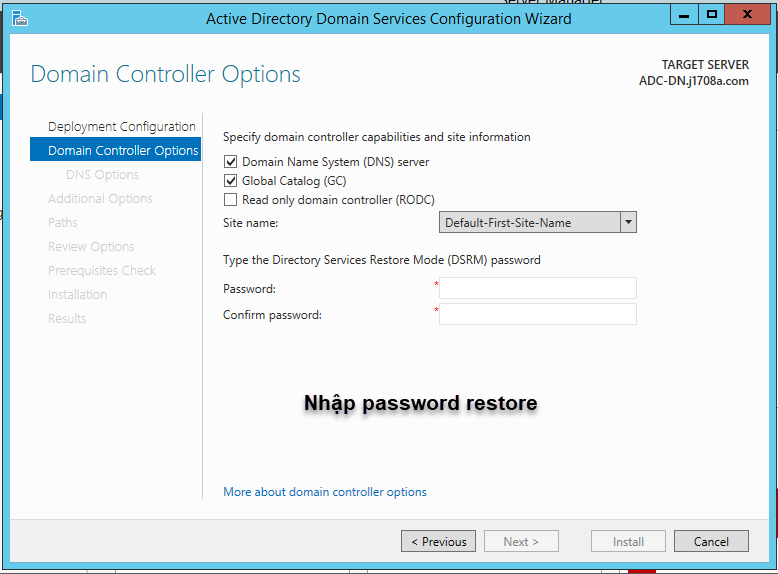 Active Directory Domain Services Configuration Wizard
Domain Controller Options
TARGET SERVER
ADC-DN.j1708a.com
Deployment Configuration
Domain Controller Options
DNS Options
Additional Options
Paths
Review Options
Prerequisites Check
Installation
Results
Specify domain controller capabilities and site information
Domain Name System (DNS) server
Global Catalog (GC)
Read only domain controller (RODC)
Site name: Default-First-Site-Name
Type the Directory Services Restore Mode (DSRM) password
Password: *
Confirm password: *
Nhập password restore
More about domain controller options
< Previous Next > Install Cancel